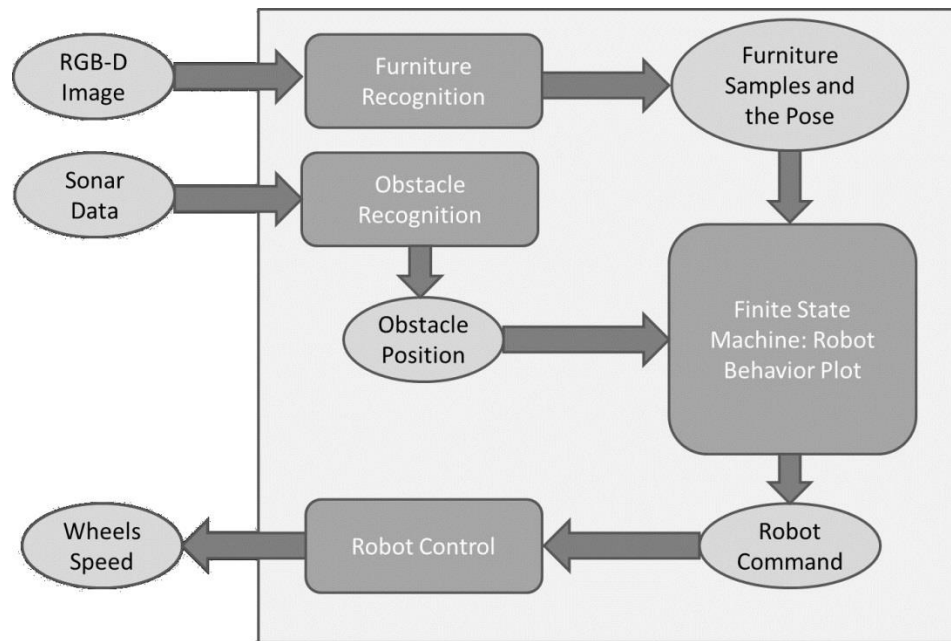 RGB-D
Image
Furniture
Recognition
Furniture
Samples and
the Pose
Sonar
Data
Obstacle
Recognition
Obstacle
Position
Finite State
Machine: Robot
Behavior Plot
Wheels
Speed
Robot Control
Robot
Command